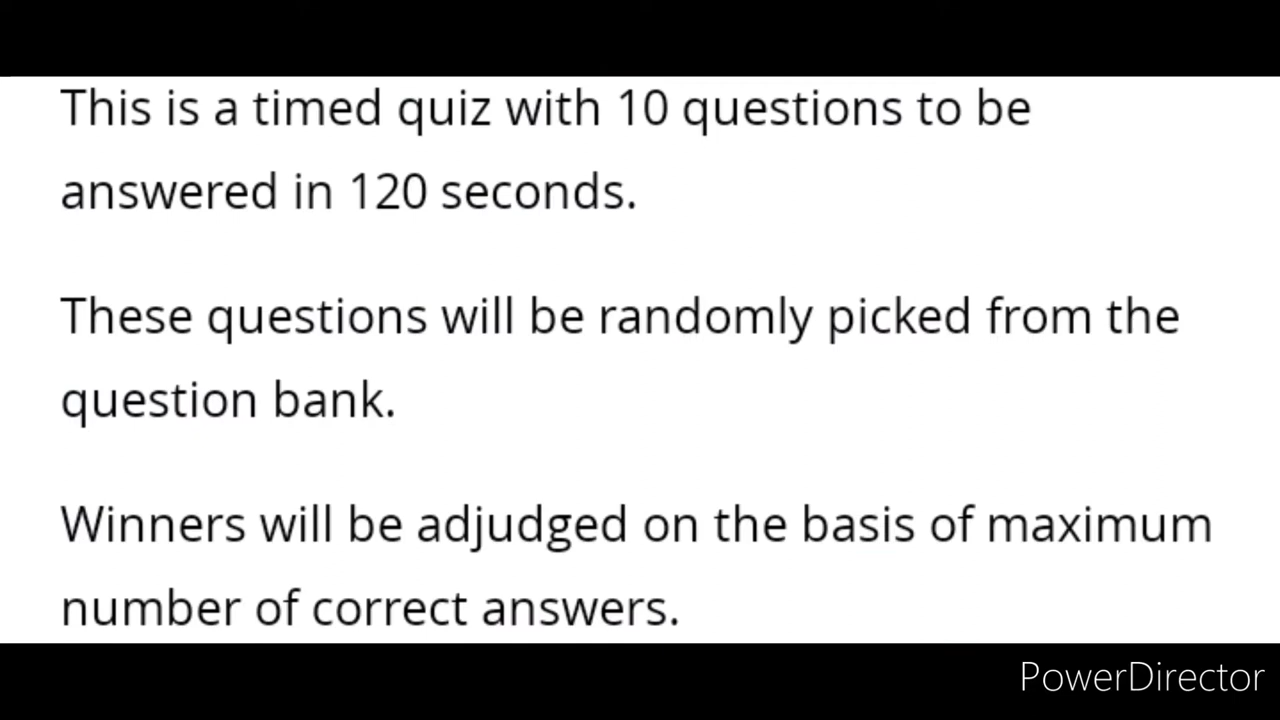 This is a timed quiz with 10 questions to be
answered in 120 seconds.
These questions will be randomly picked from the
question bank.
Winners will be adjudged on the basis of maximum
number of correct answers.
PowerDirector